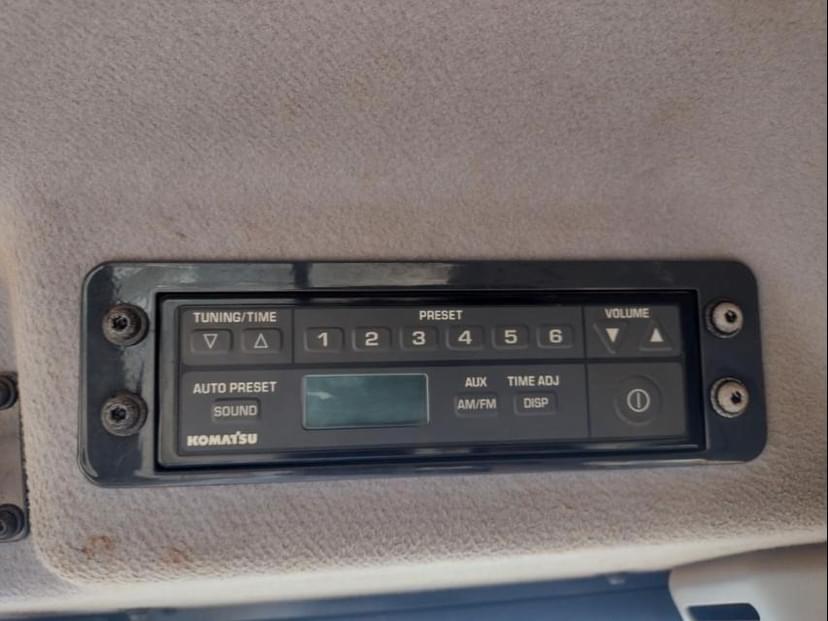 TUNING/TIME
PRESET
VOLUME
1 2 3 4 5 6
AUTO PRESET
SOUND
AUX
TIME ADJ
AM/FM
DISP
KOMATSU